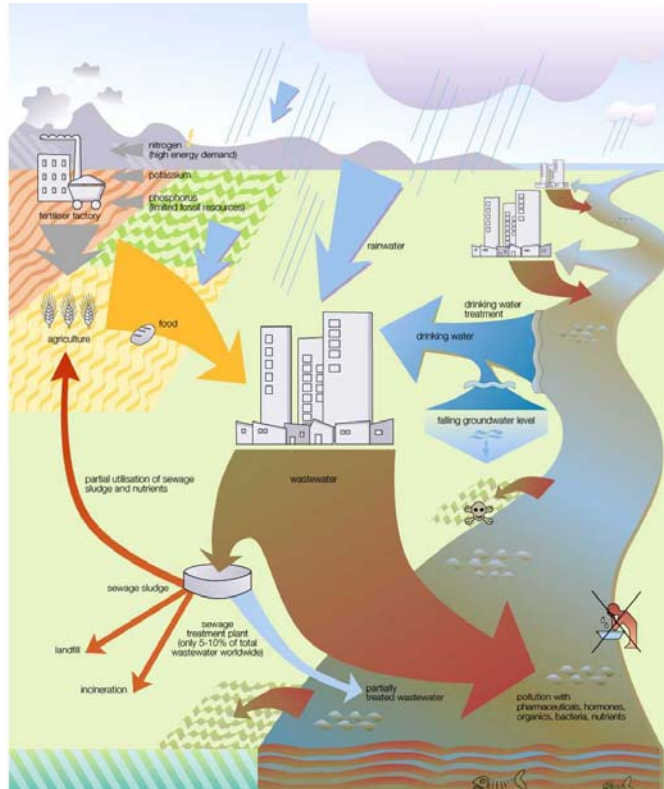 nitrogen
(high energy demand)
potassium
phosphorus
(limited fossil resources)
fertiliser factory
rainwater
drinking water
treatment
food
agriculture
drinking water
falling groundwater level
wastewater
partial utilisation of sewage
sludge and nutrients
sewage sludge
sewage
treatment plant
(only 5-10% of total
wastewater worldwide)
landfill
incineration
partially
treated wastewater
pollution with
pharmaceuticals, hormones,
organics, bacteria, nutrients